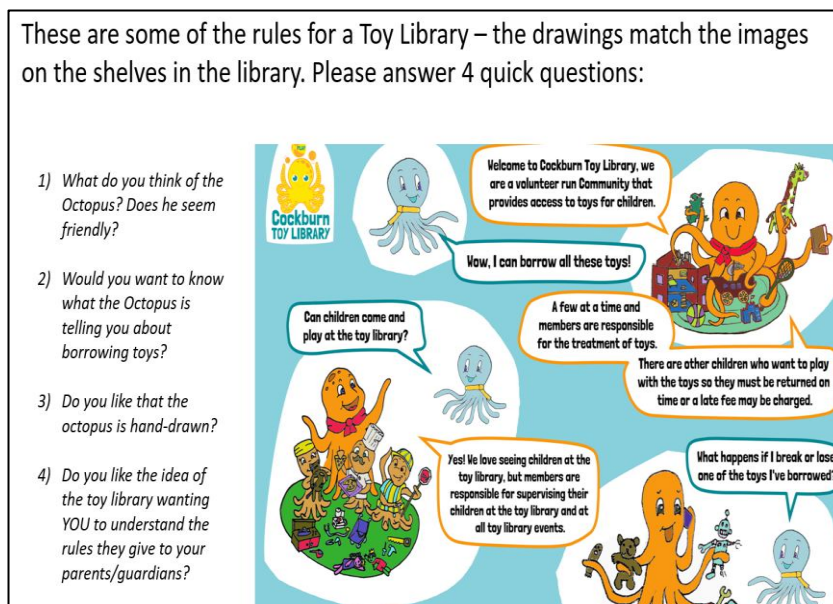 These are some of the rules for a Toy Library – the drawings match the images
on the shelves in the library. Please answer 4 quick questions:
1) What do you think of the
Octopus? Does he seem
friendly?
2) Would you want to know
what the Octopus is
telling you about
borrowing toys?
3) Do you like that the
octopus is hand-drawn?
4) Do you like the idea of
the toy library wanting
YOU to understand the
rules they give to your
parents/guardians?
Cockburn
TOY LIBRARY
Welcome to Cockburn Toy Library, we
are a volunteer run Community that
provides access to toys for children.
Wow, I can borrow all these toys!
A few at a time and
members are responsible
for the treatment of toys.
There are other children who want to play
with the toys so they must be returned on
time or a late fee may be charged.
Can children come and
play at the toy library?
Yes! We love seeing children at the
toy library, but members are
responsible for supervising their
children at the toy library and at
all toy library events.
What happens if I break or lose
one of the toys I've borrowed?